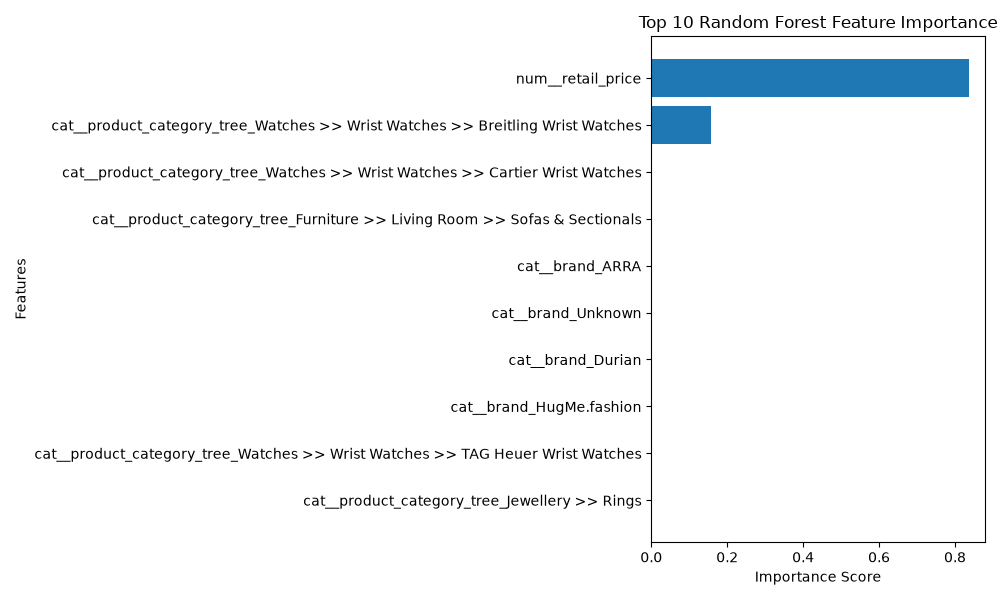 Top 10 Random Forest Feature Importance
num__retail_price
cat__product_category_tree_Watches >> Wrist Watches >> Breitling Wrist Watches
cat__product_category_tree_Watches >> Wrist Watches >> Cartier Wrist Watches
cat__product_category_tree_Furniture >> Living Room >> Sofas & Sectionals
cat__brand_ARRA
cat__brand_Unknown
cat__brand_Durian
cat__brand_HugMe.fashion
cat__product_category_tree_Watches >> Wrist Watches >> TAG Heuer Wrist Watches
cat__product_category_tree_Jewellery >> Rings
Features
0.0 0.2 0.4 0.6 0.8
Importance Score